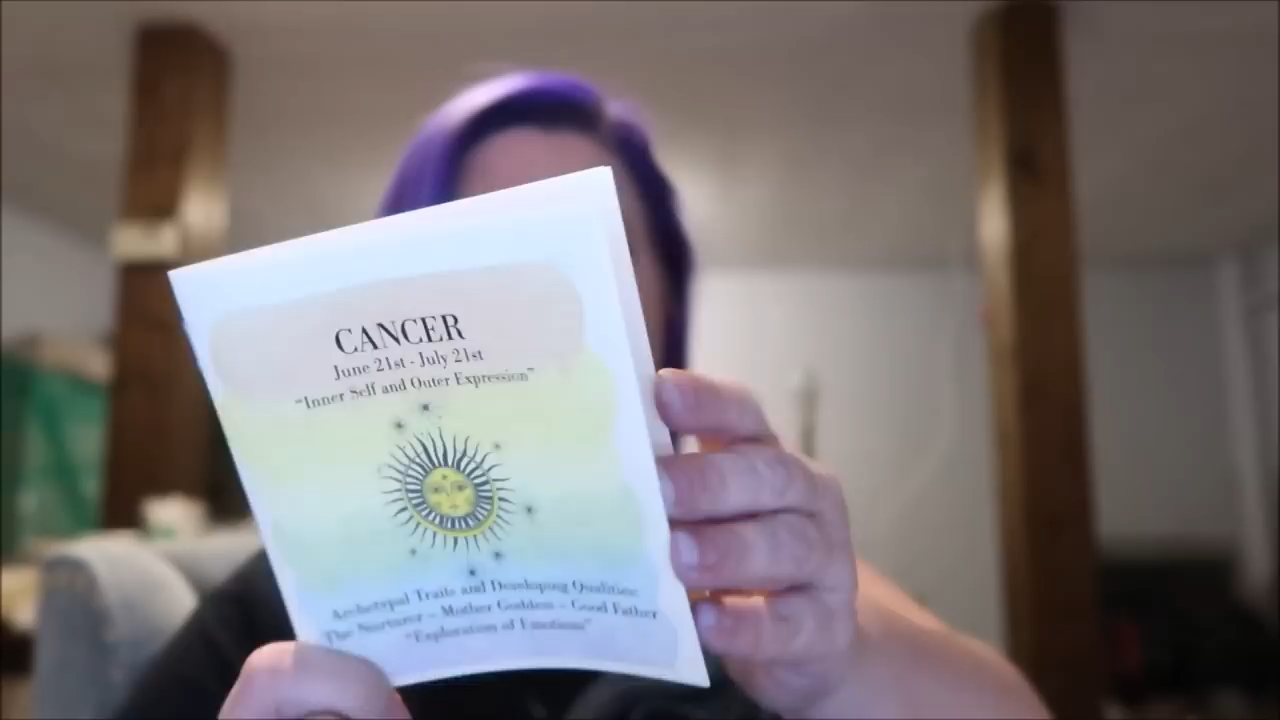 CANCER
June 21st - July 21st
"Inner Self and Outer Expression"
Archetypal Traits and Developing Qualities:
The Nurturer – Mother Goddess – Good Father
"Exploration of Emotions"